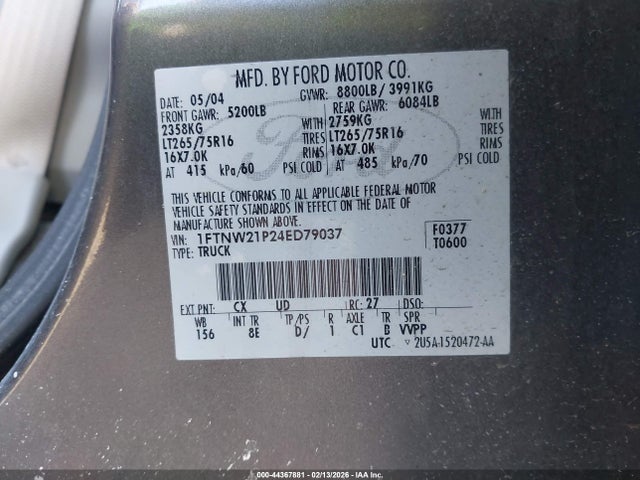 MFD. BY FORD MOTOR CO.
DATE 05/04 GVWR: 8800LB/ 3991KG
FRONT GAWR: 5200LB REAR GAWR: 6084LB
2358KG WITH 2759KG WITH
LT265/75R16 TIRES LT265/75R16 TIRES
16X7.0K RIMS 16X7.0K RIMS
AT 415 kPa/60 PSI COLD AT 485 kPa/70 PSI COLD
THIS VEHICLE CONFORMS TO ALL APPLICABLE FEDERAL MOTOR
VEHICLE SAFETY STANDARDS IN EFFECT ON THE DATE OF
MANUFACTURE SHOWN ABOVE.
VIN: 1FTNW21P24ED79037 F0377
TYPE: TRUCK T0600
EXT PNT: CX UD RC: 27 DSO:
WB INT TR TP/PS R AXLE TR SPR
156 8E D/ 1 C1 B VVPP
UTC ▽ 2U5A-1520472-AA
Ford
000-44367881 - 02/13/2026 - IAA Inc.